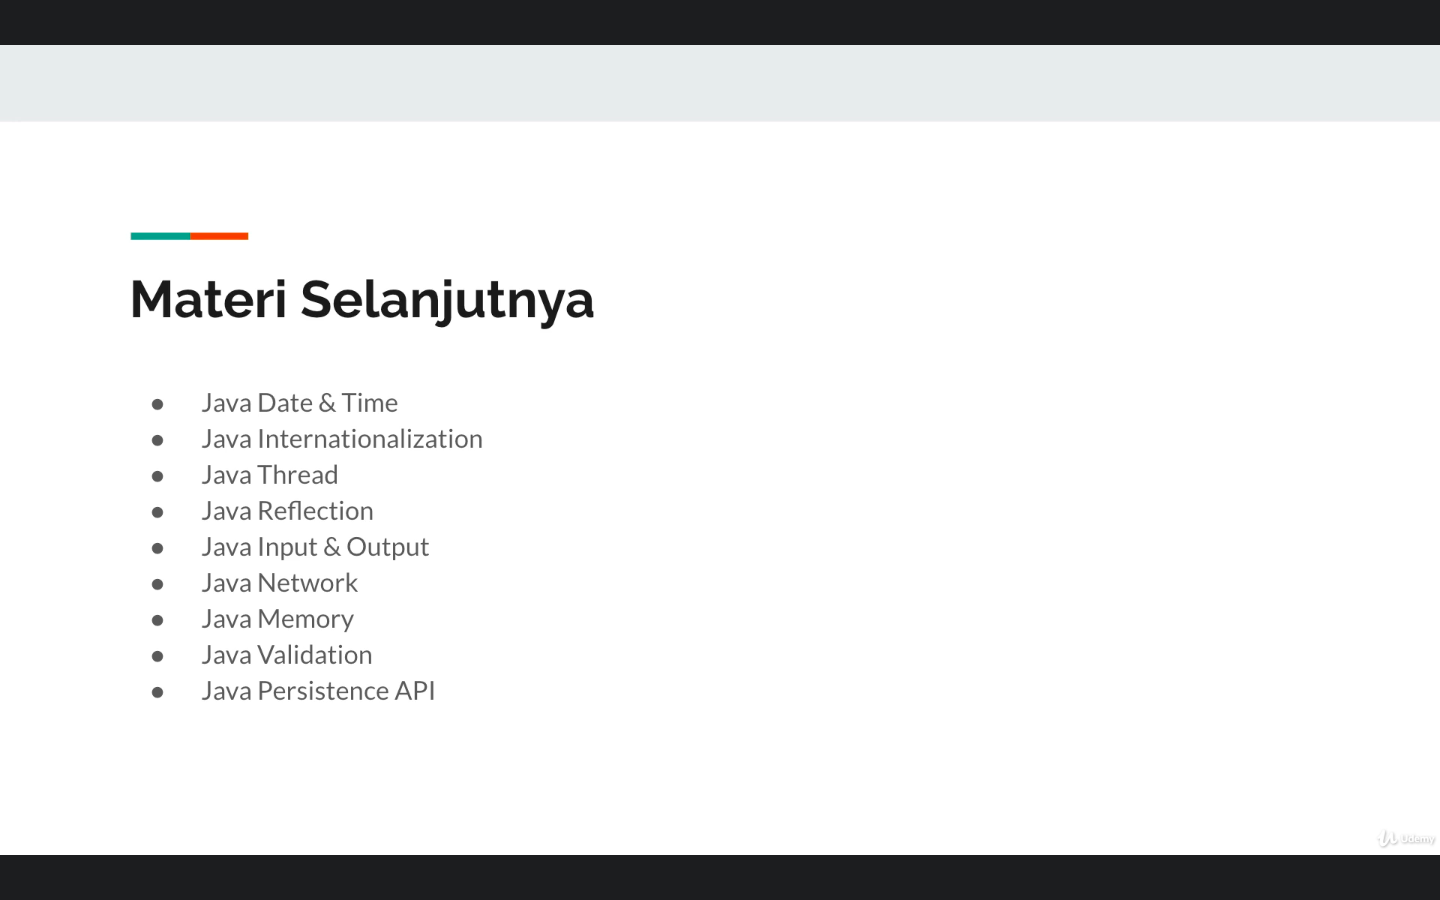 Materi Selanjutnya
● Java Date & Time
● Java Internationalization
● Java Thread
● Java Reflection
● Java Input & Output
● Java Network
● Java Memory
● Java Validation
● Java Persistence API
Udemy